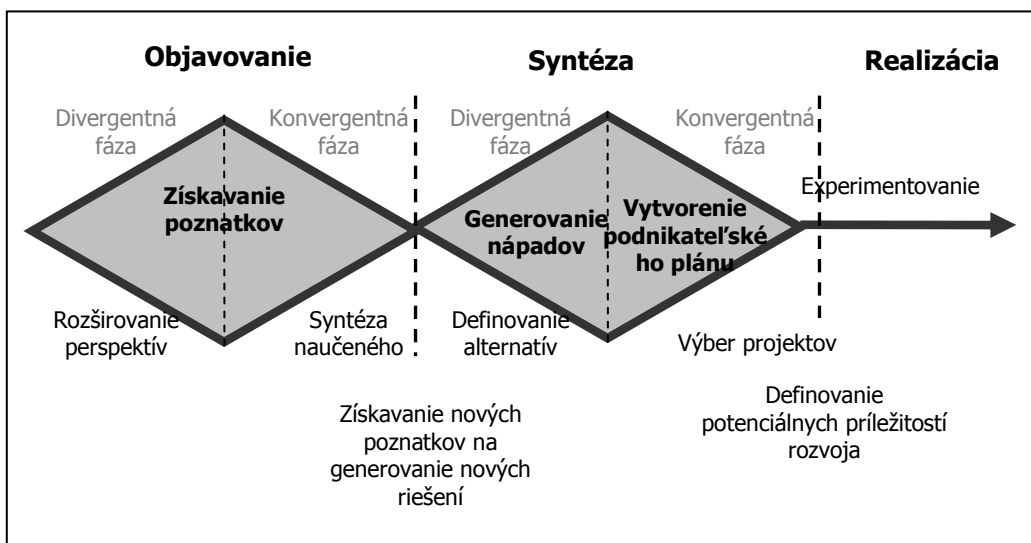 Objavovanie
Syntéza
Realizácia
Divergentná
fáza
Konvergentná
fáza
Divergentná
fáza
Konvergentná
fáza
Získavanie
poznatkov
Generovanie
nápadov
Vytvorenie
podnikateľské
ho plánu
Experimentovanie
Rozširovanie
perspektív
Syntéza
naučeného
Definovanie
alternatív
Výber projektov
Získavanie nových
poznatkov na
generovanie nových
riešení
Definovanie
potenciálnych príležitostí
rozvoja